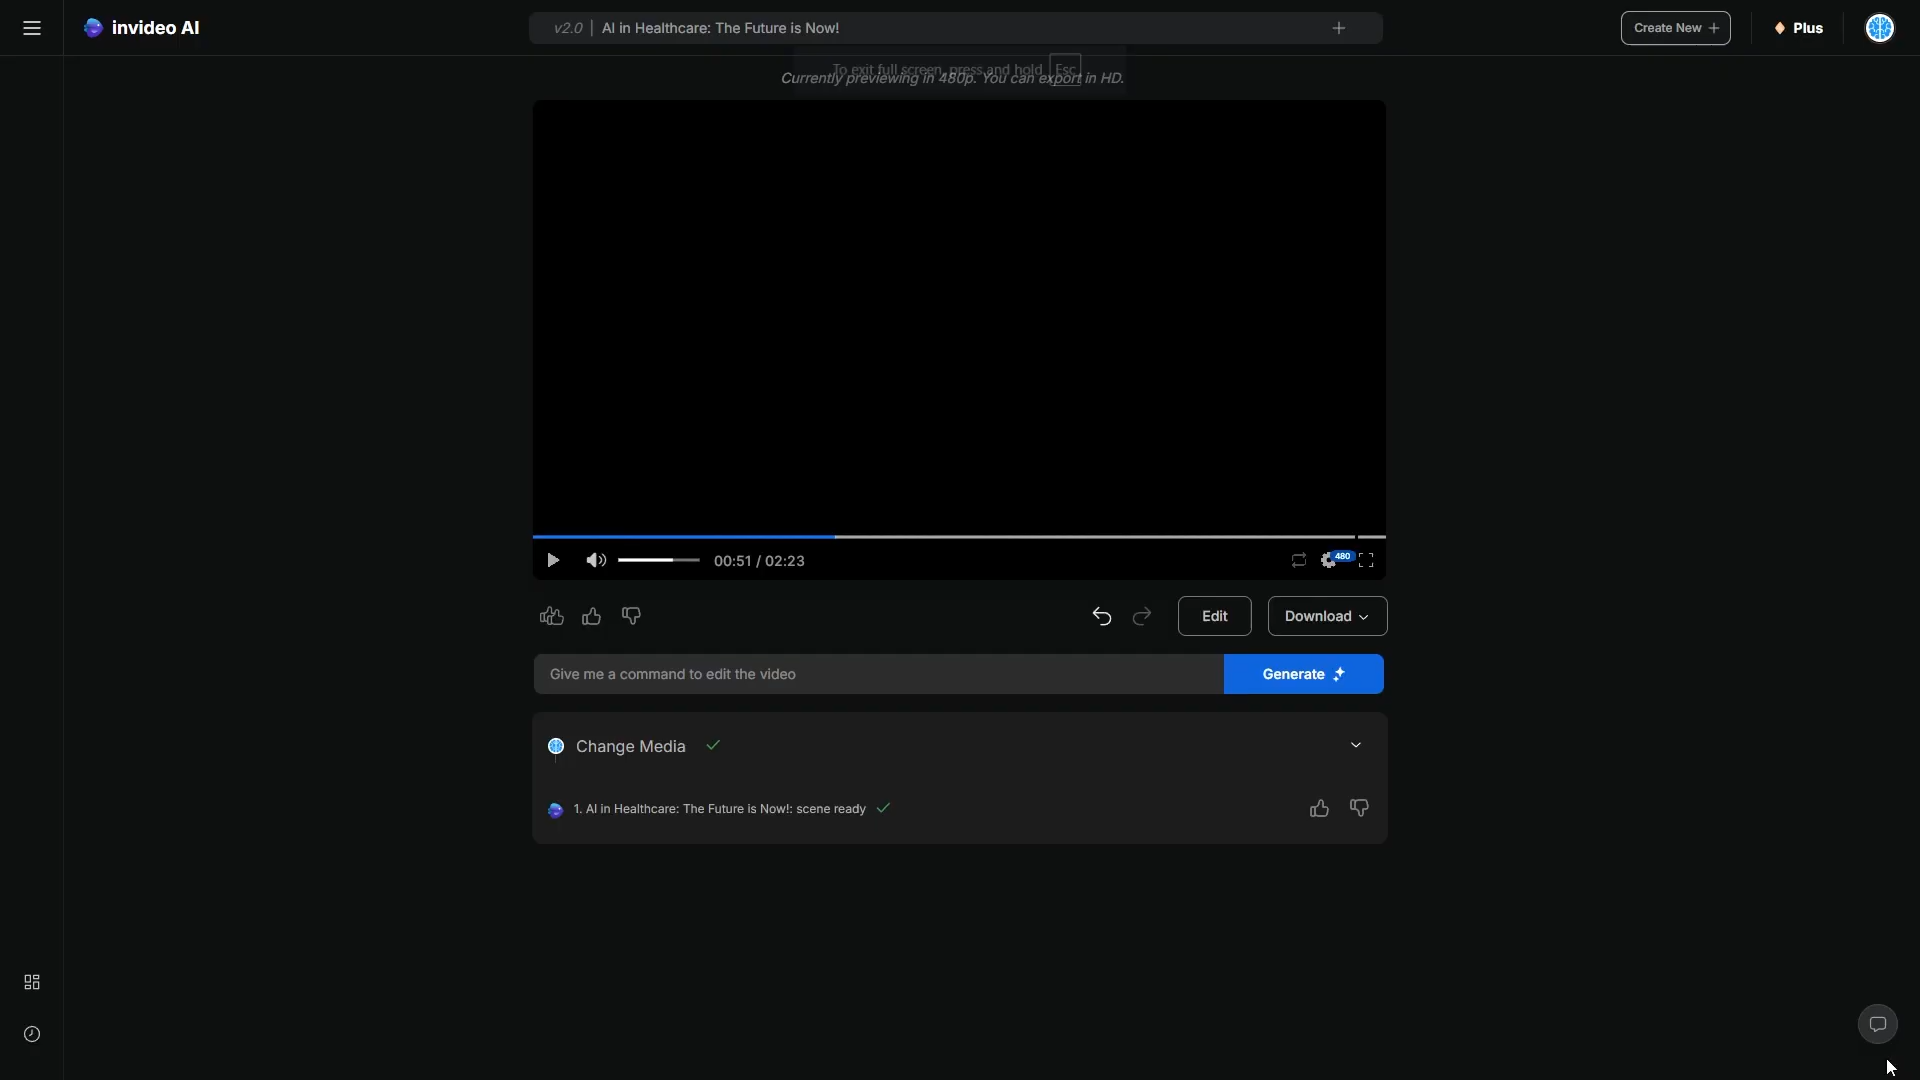 invideo AI
v2.0 | AI in Healthcare: The Future is Now!
Create New +
Plus
To exit full screen, press and hold Esc
Currently previewing in 480p. You can export in HD.
00:51 / 02:23
480
Edit
Download
Give me a command to edit the video
Generate
Change Media
1. AI in Healthcare: The Future is Now!: scene ready